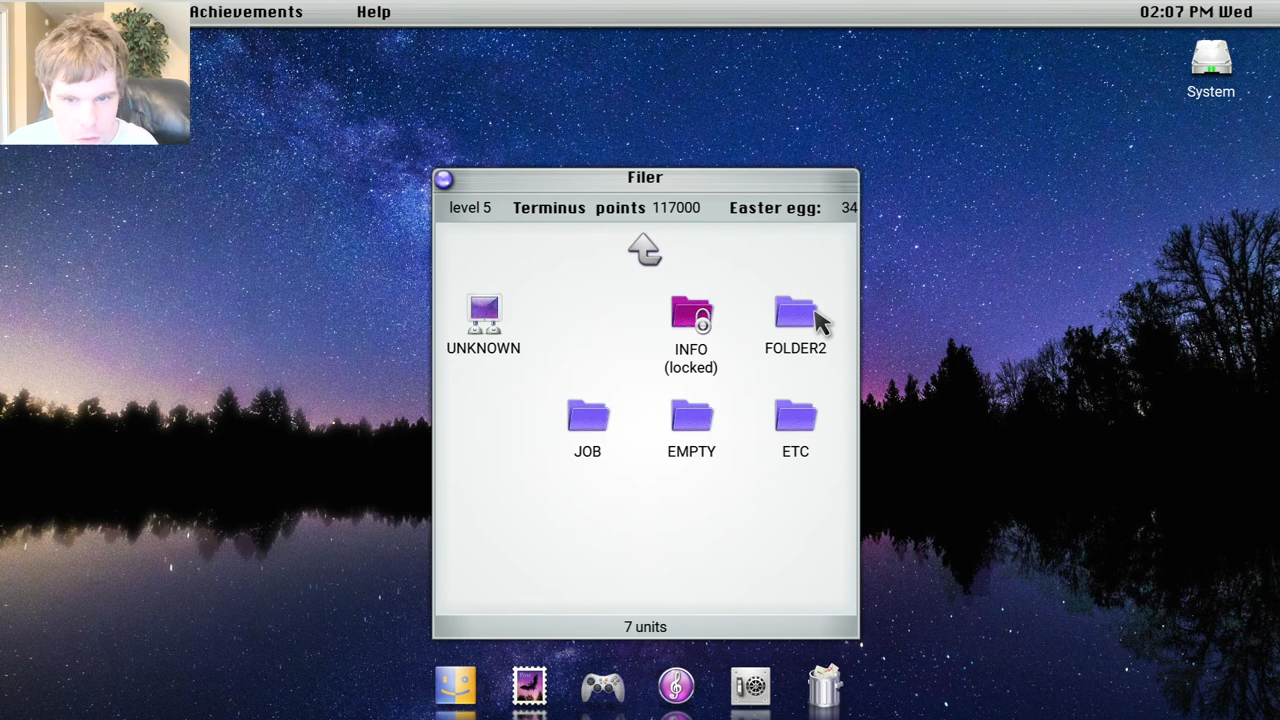 Achievements Help 02:07 PM Wed
System
Filer
level 5 Terminus points 117000 Easter egg: 34
UNKNOWN
INFO
(locked)
FOLDER2
JOB
EMPTY
ETC
7 units